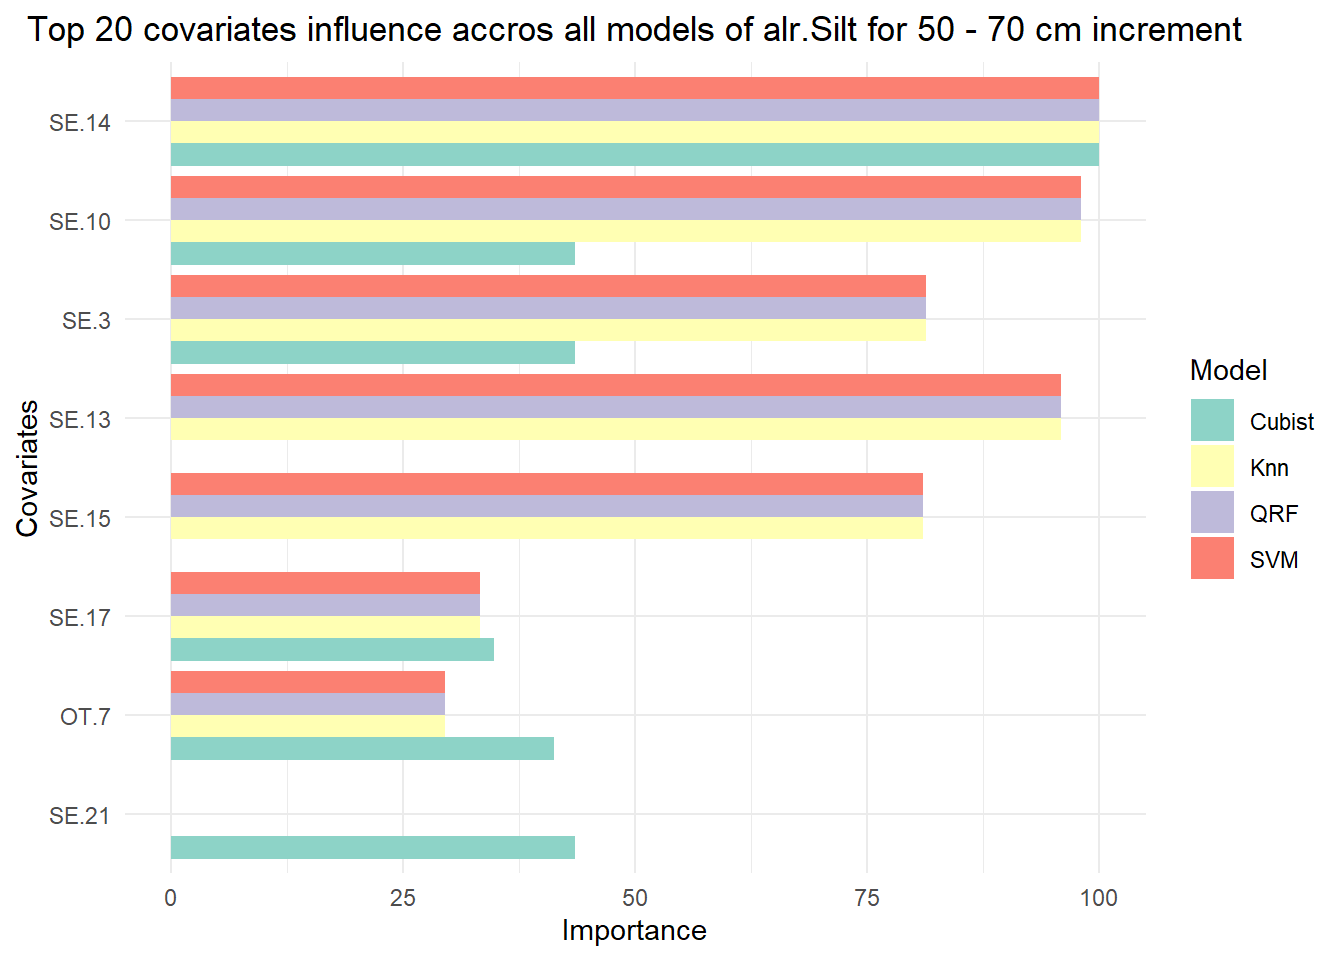 Top 20 covariates influence accros all models of alr.Silt for 50 - 70 cm increment
SE.14
SE.10
SE.3
SE.13
SE.15
SE.17
OT.7
SE.21
Covariates
0 25 50 75 100
Importance
Model
Cubist
Knn
QRF
SVM